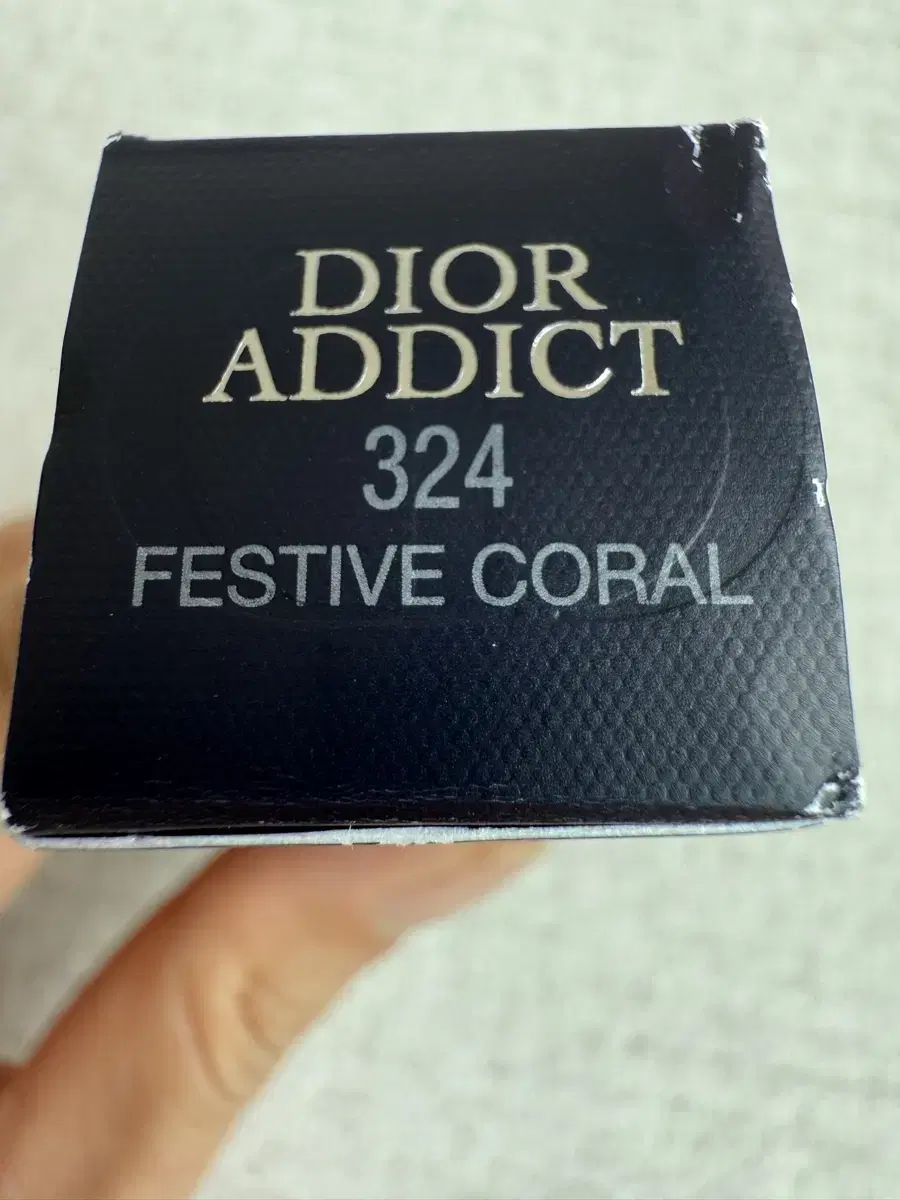 DIOR
ADDICT
324
FESTIVE CORAL